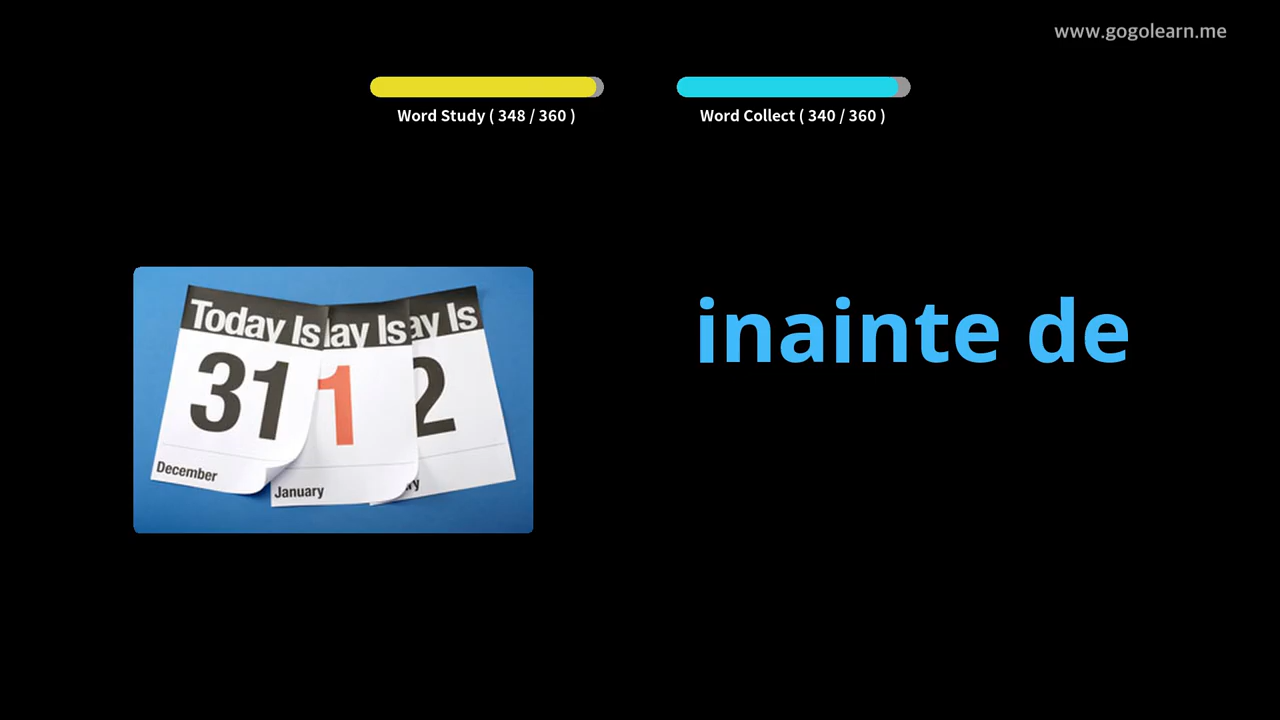 www.gogolearn.me
Word Study ( 348 / 360 )
Word Collect ( 340 / 360 )
inainte de
Today Is
ay Is
ay Is
31
1
2
December
January
ry